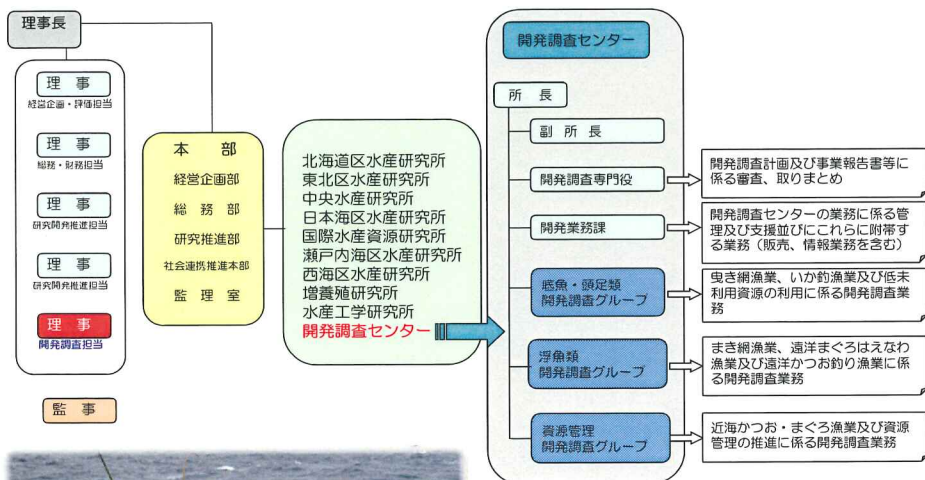 理事長
理 事
経営企画・評価担当
理 事
総務・財務担当
理 事
研究開発推進担当
理 事
研究開発推進担当
理 事
開発調査担当
監 事
本 部
経営企画部
総 務 部
研究推進部
社会連携推進本部
監 理 室
北海道区水産研究所
東北区水産研究所
中央水産研究所
日本海区水産研究所
国際水産資源研究所
瀬戸内海区水産研究所
西海区水産研究所
増養殖研究所
水産工学研究所
開発調査センター
開発調査センター
所 長
副 所 長
開発調査専門役
開発調査計画及び事業報告書等に
係る審査、取りまとめ
開発業務課
開発調査センターの業務に係る管
理及び支援並びにこれらに附帯す
る業務（販売、情報業務を含む）
底魚・頭足類
開発調査グループ
曳き網漁業、いか釣漁業及び低未
利用資源の利用に係る開発調査業
務
浮魚類
開発調査グループ
まき網漁業、遠洋まぐろはえなわ
漁業及び遠洋かつお釣り漁業に係
る開発調査業務
資源管理
開発調査グループ
近海かつお・まぐろ漁業及び資源
管理の推進に係る開発調査業務